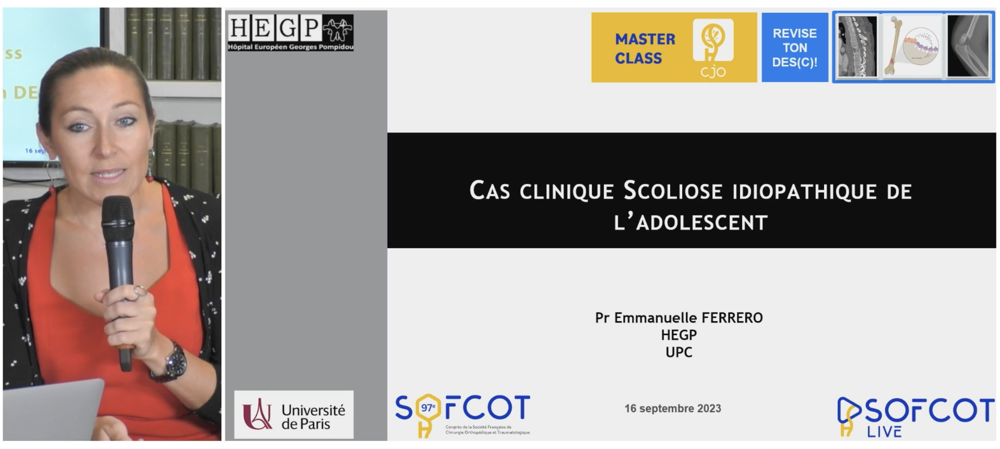 ss
n DE
16 sep
HEGP
Hôpital Européen Georges Pompidou
MASTER
CLASS
cjo
REVISE
TON
DES(C)!
CAS CLINIQUE SCOLIOSE IDIOPATHIQUE DE
L’ADOLESCENT
Pr Emmanuelle FERRERO
HEGP
UPC
Université
de Paris
SOFCOT
97e
Congrès de la Société Française de
Chirurgie Orthopédique et Traumatologique
16 septembre 2023
SOFCOT
LIVE